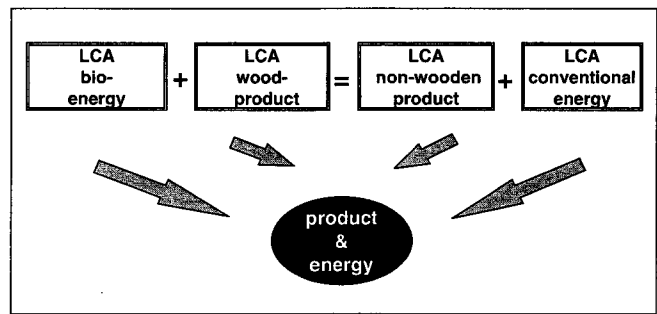 LCA
bio-
energy
+
LCA
wood-
product
=
LCA
non-wooden
product
+
LCA
conventional
energy
product
&
energy